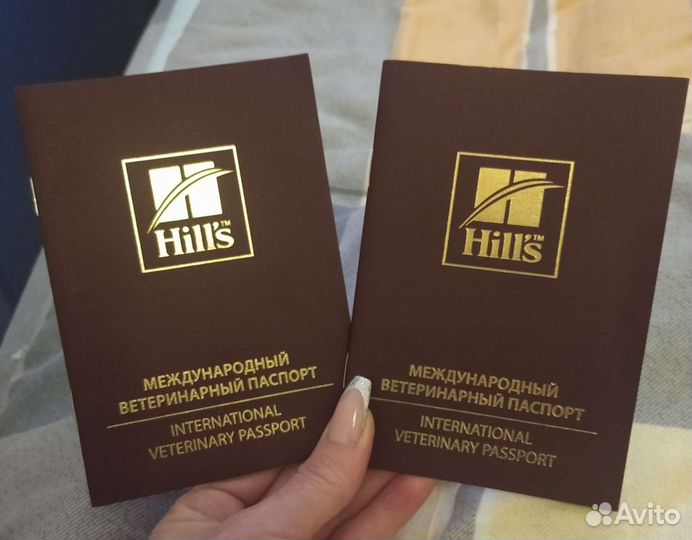 Hill's™
МЕЖДУНАРОДНЫЙ
ВЕТЕРИНАРНЫЙ ПАСПОРТ
INTERNATIONAL
VETERINARY PASSPORT
Hill's™
МЕЖДУНАРОДНЫЙ
ВЕТЕРИНАРНЫЙ ПАСПОРТ
INTERNATIONAL
VETERINARY PASSPORT
Avito